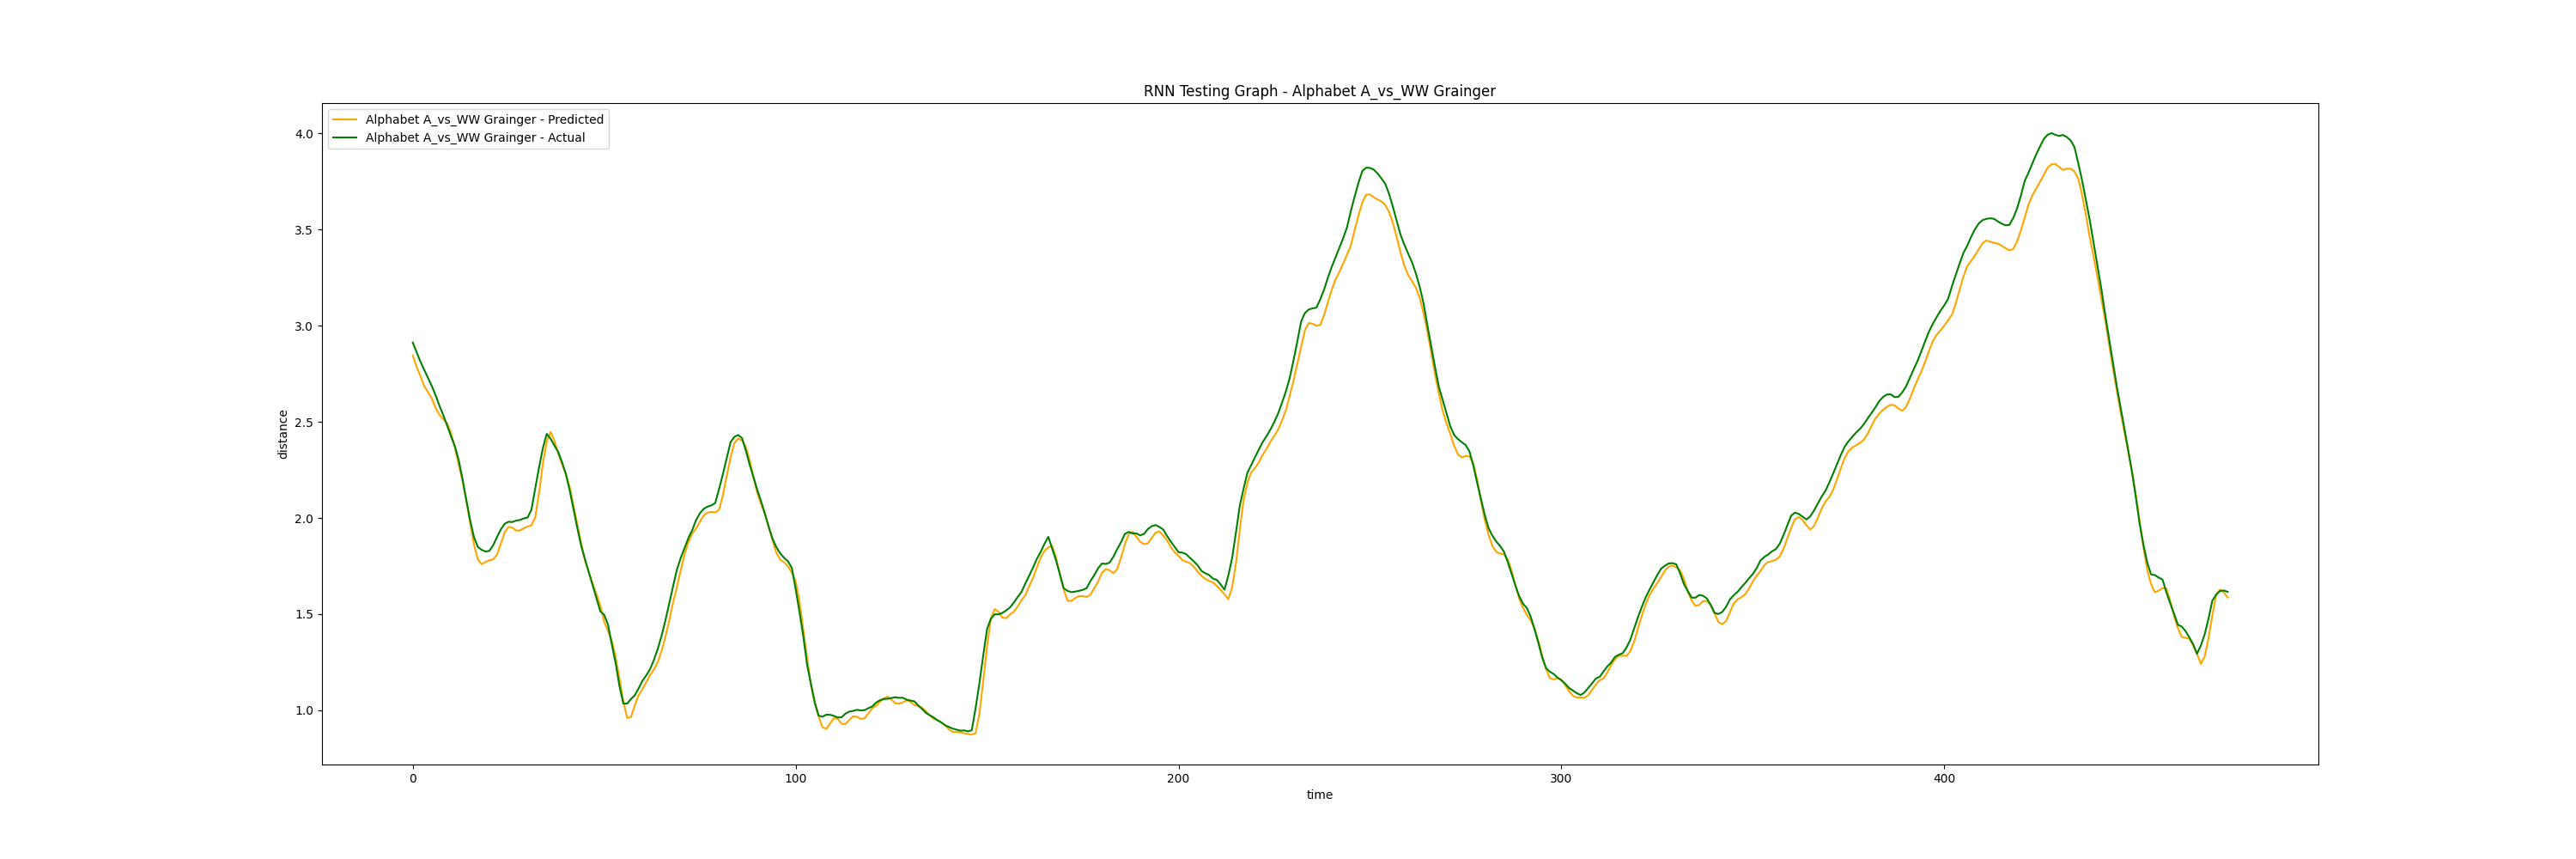 RNN Testing Graph - Alphabet A_vs_WW Grainger
Alphabet A_vs_WW Grainger - Predicted
Alphabet A_vs_WW Grainger - Actual
4.0
3.5
3.0
2.5
2.0
1.5
1.0
distance
0 100 200 300 400
time